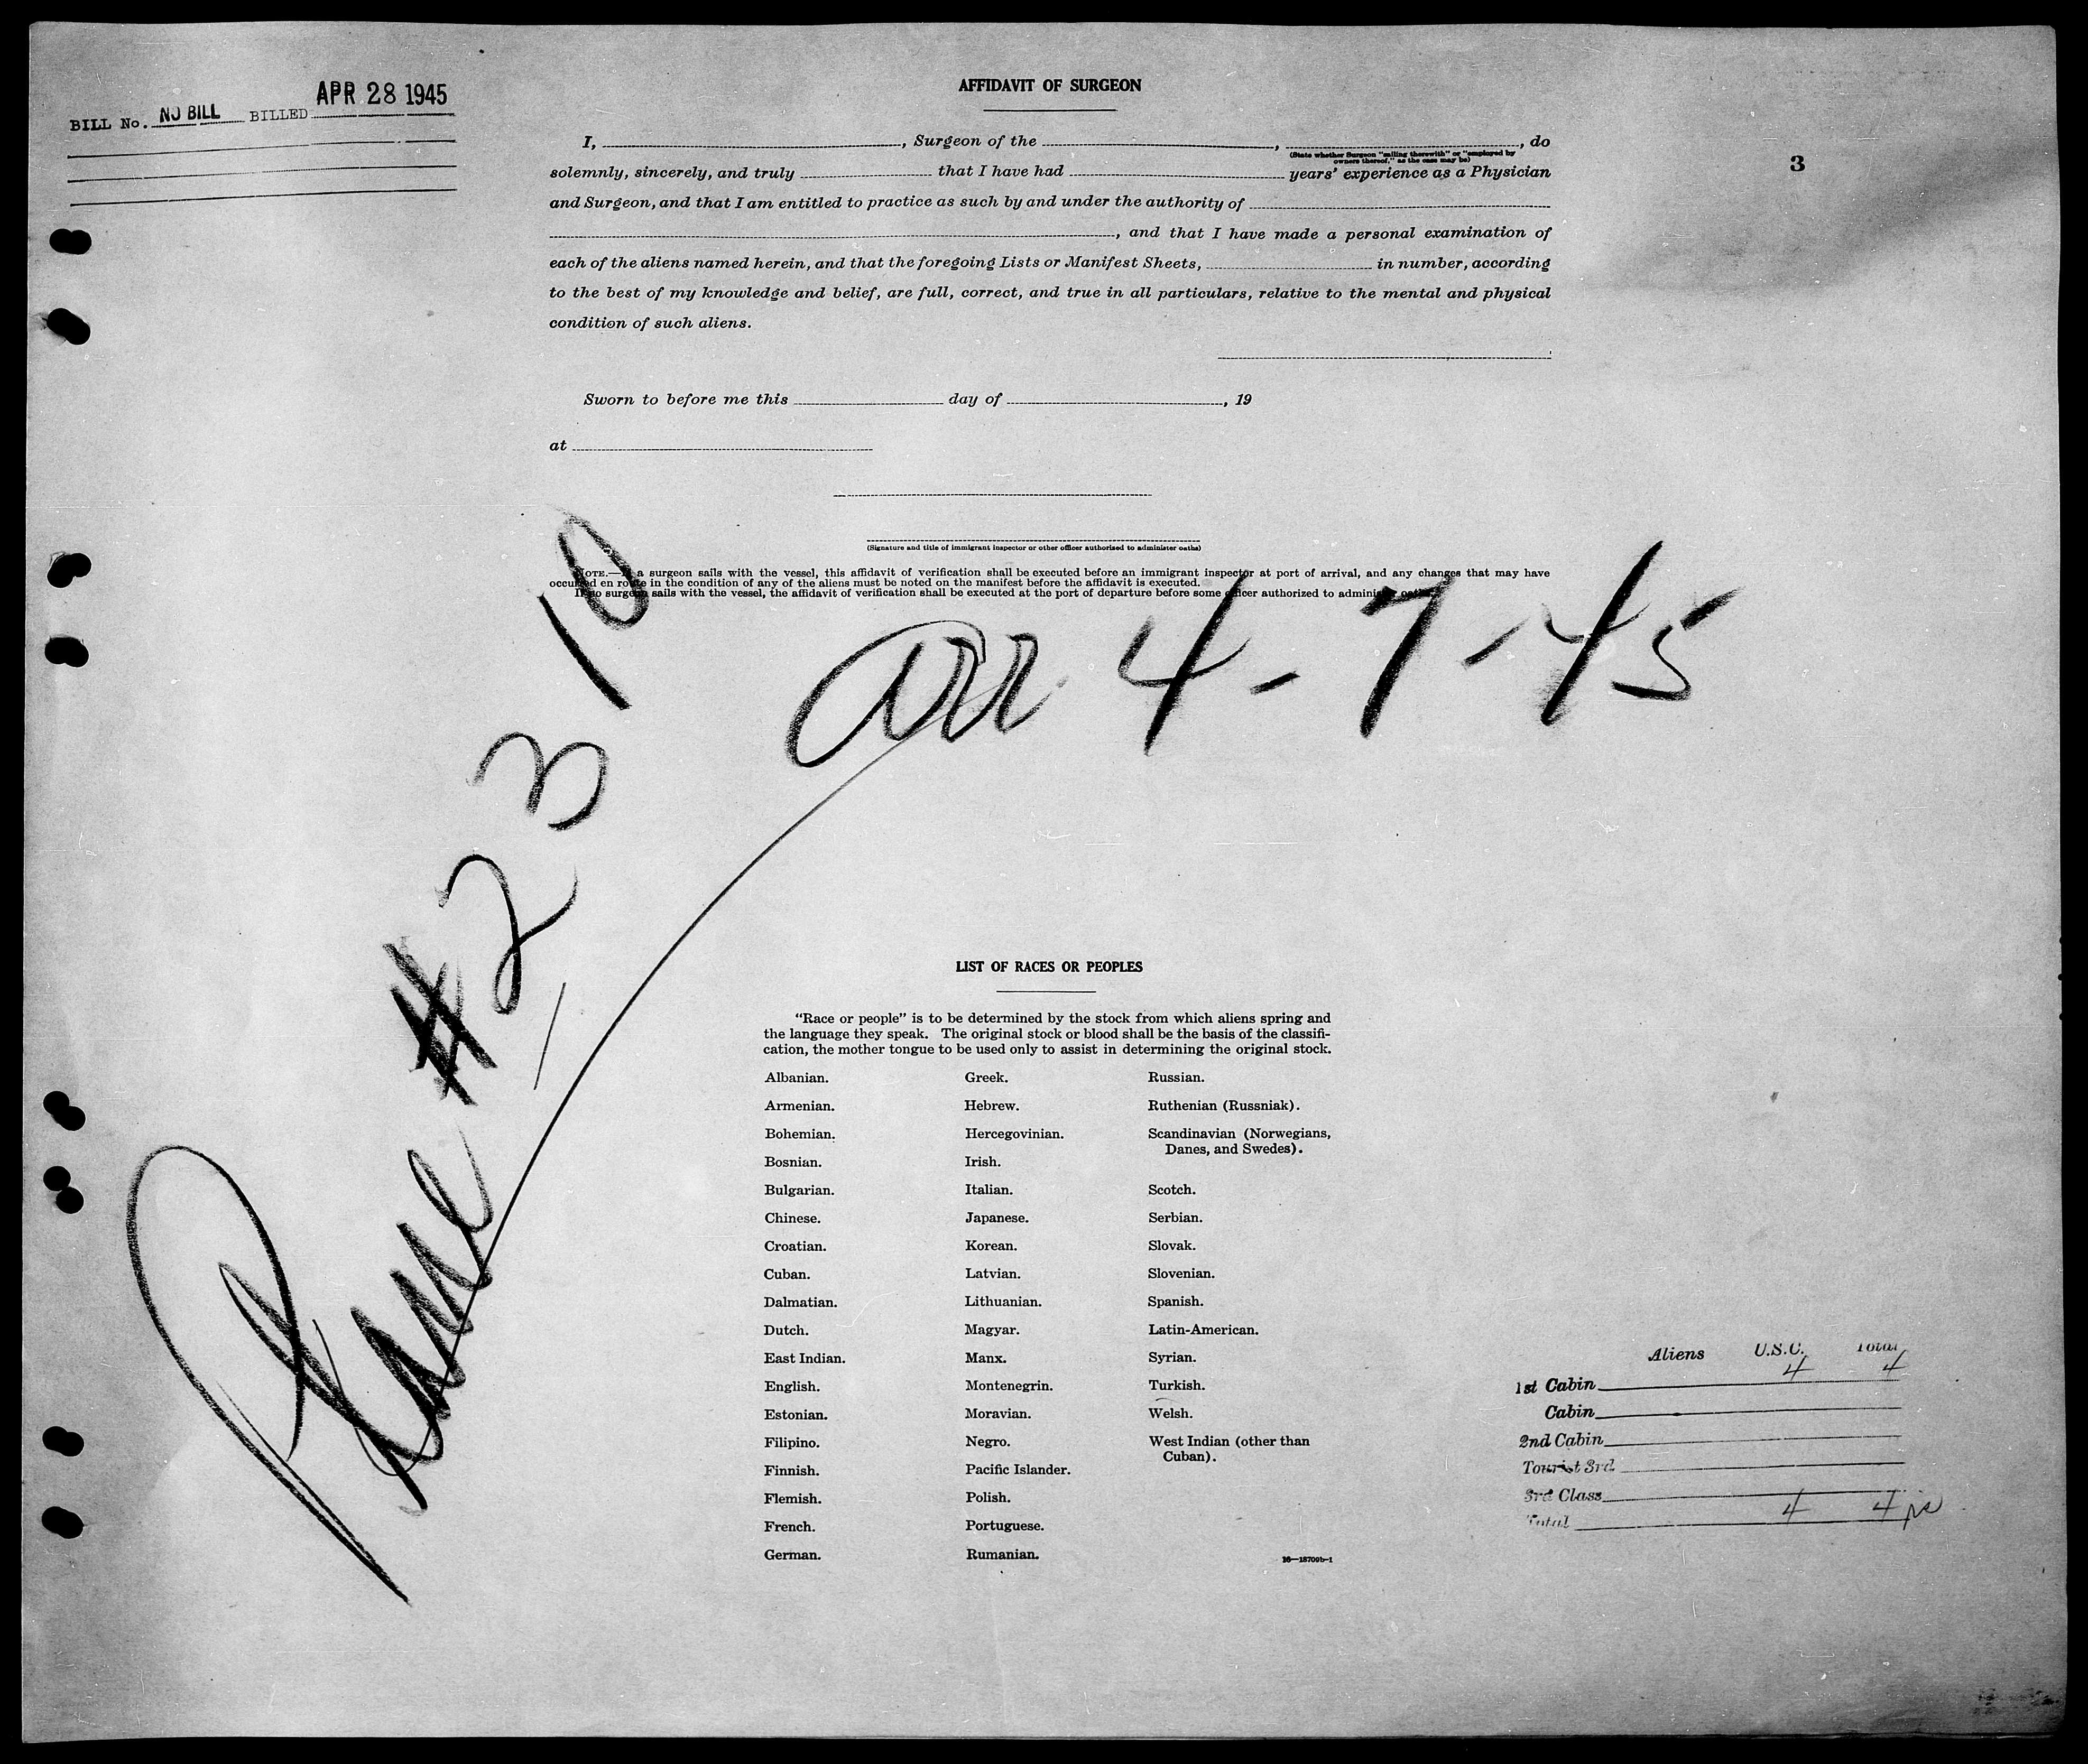 APR 28 1945
BILL No. NO BILL BILLED
AFFIDAVIT OF SURGEON
3
I, , Surgeon of the , , do
(State whether Surgeon "sailing therewith" or "employed by
owners thereof," as the case may be)
solemnly, sincerely, and truly that I have had years' experience as a Physician
and Surgeon, and that I am entitled to practice as such by and under the authority of
, and that I have made a personal examination of
each of the aliens named herein, and that the foregoing Lists or Manifest Sheets, in number, according
to the best of my knowledge and belief, are full, correct, and true in all particulars, relative to the mental and physical
condition of such aliens.
Sworn to before me this day of , 19
at
(Signature and title of immigrant inspector or other officer authorized to administer oaths)
NOTE.—If a surgeon sails with the vessel, this affidavit of verification shall be executed before an immigrant inspector at port of arrival, and any changes that may have
occurred en route in the condition of any of the aliens must be noted on the manifest before the affidavit is executed.
If no surgeon sails with the vessel, the affidavit of verification shall be executed at the port of departure before some officer authorized to administer oaths.
Plane #2310
arr 4-7-45
LIST OF RACES OR PEOPLES
"Race or people" is to be determined by the stock from which aliens spring and
the language they speak. The original stock or blood shall be the basis of the classifi-
cation, the mother tongue to be used only to assist in determining the original stock.
Albanian.
Armenian.
Bohemian.
Bosnian.
Bulgarian.
Chinese.
Croatian.
Cuban.
Dalmatian.
Dutch.
East Indian.
English.
Estonian.
Filipino.
Finnish.
Flemish.
French.
German.
Greek.
Hebrew.
Hercegovinian.
Irish.
Italian.
Japanese.
Korean.
Latvian.
Lithuanian.
Magyar.
Manx.
Montenegrin.
Moravian.
Negro.
Pacific Islander.
Polish.
Portuguese.
Rumanian.
Russian.
Ruthenian (Russniak).
Scandinavian (Norwegians,
Danes, and Swedes).
Scotch.
Serbian.
Slovak.
Slovenian.
Spanish.
Latin-American.
Syrian.
Turkish.
Welsh.
West Indian (other than
Cuban).
16—18709b-1
Aliens U.S.C. Total
1st Cabin 4 4
Cabin
2nd Cabin
Tourist 3rd
3rd Class
Total 4 4